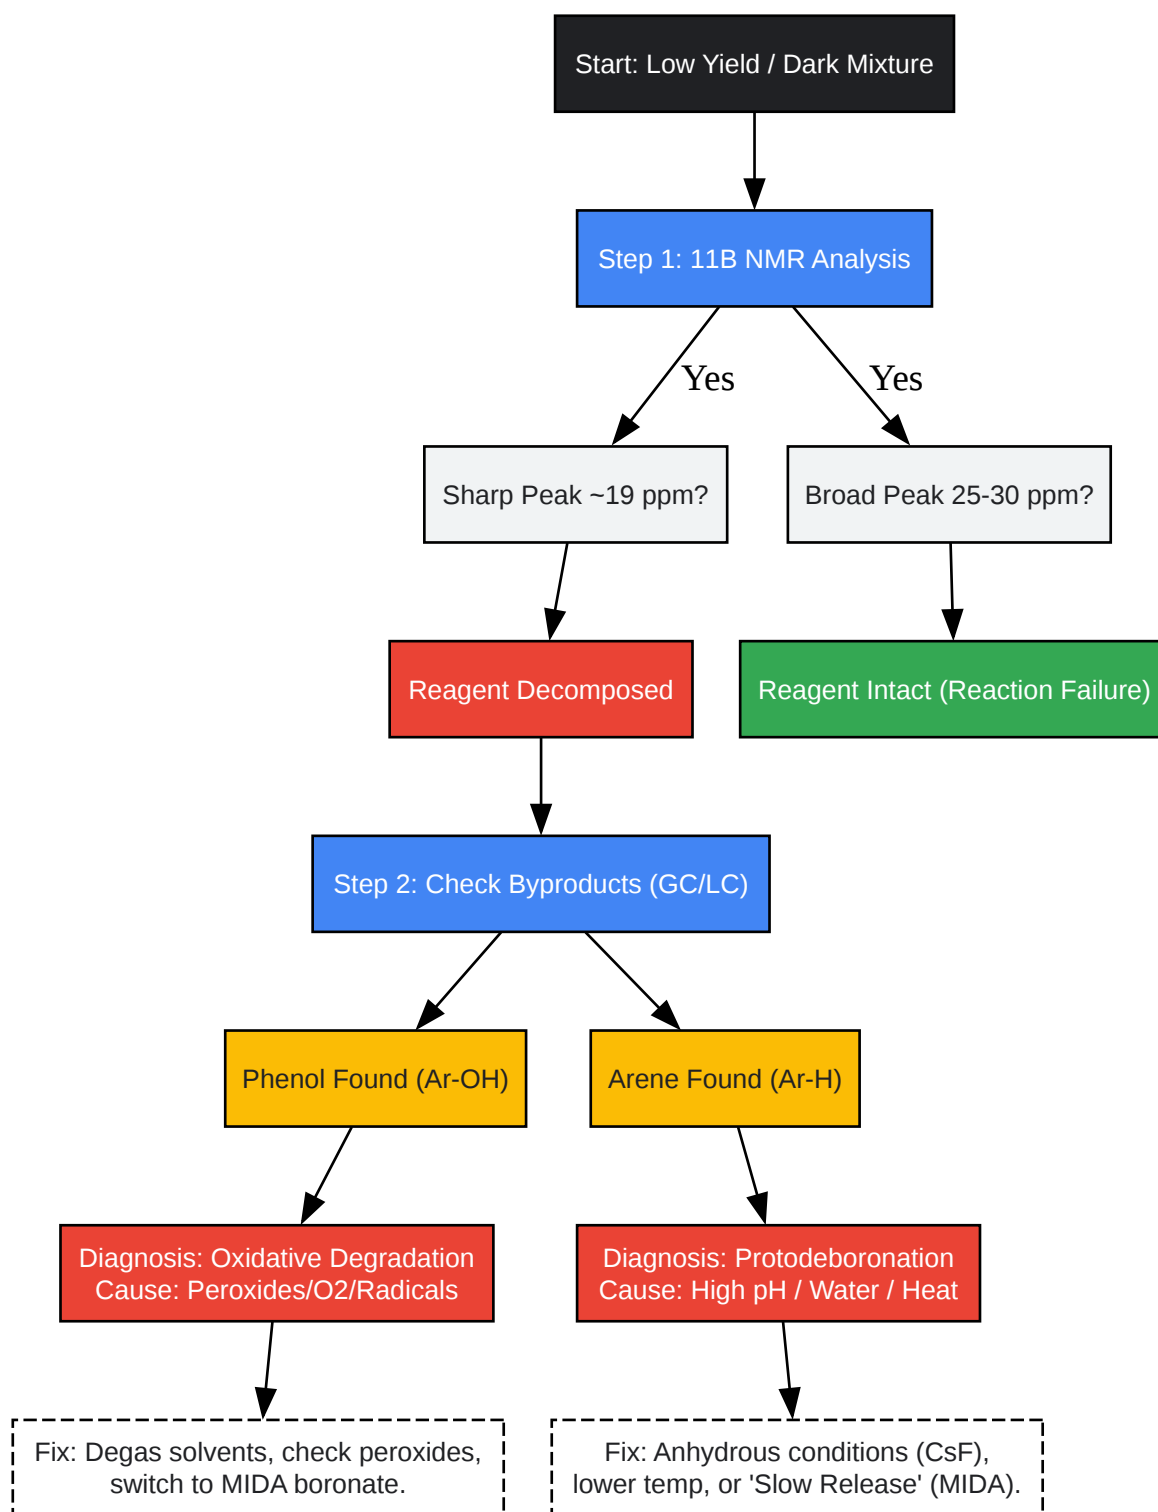 Start: Low Yield / Dark Mixture
Step 1: 11B NMR Analysis
Yes
Yes
Sharp Peak ~19 ppm?
Broad Peak 25-30 ppm?
Reagent Decomposed
Reagent Intact (Reaction Failure)
Step 2: Check Byproducts (GC/LC)
Phenol Found (Ar-OH)
Arene Found (Ar-H)
Diagnosis: Oxidative Degradation
Cause: Peroxides/O2/Radicals
Diagnosis: Protodeboronation
Cause: High pH / Water / Heat
Fix: Degas solvents, check peroxides,
switch to MIDA boronate.
Fix: Anhydrous conditions (CsF),
lower temp, or 'Slow Release' (MIDA).